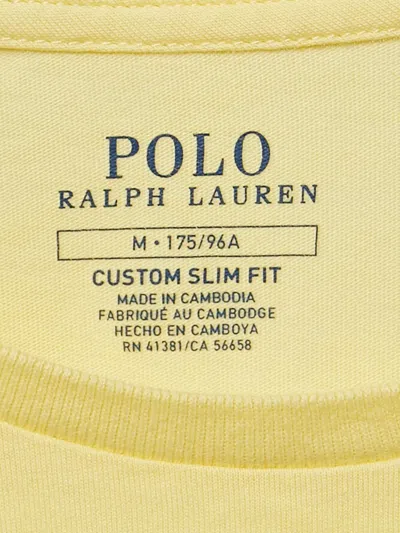 POLO
RALPH LAUREN
M • 175/96A
CUSTOM SLIM FIT
MADE IN CAMBODIA
FABRIQUÉ AU CAMBODGE
HECHO EN CAMBOYA
RN 41381/CA 56658